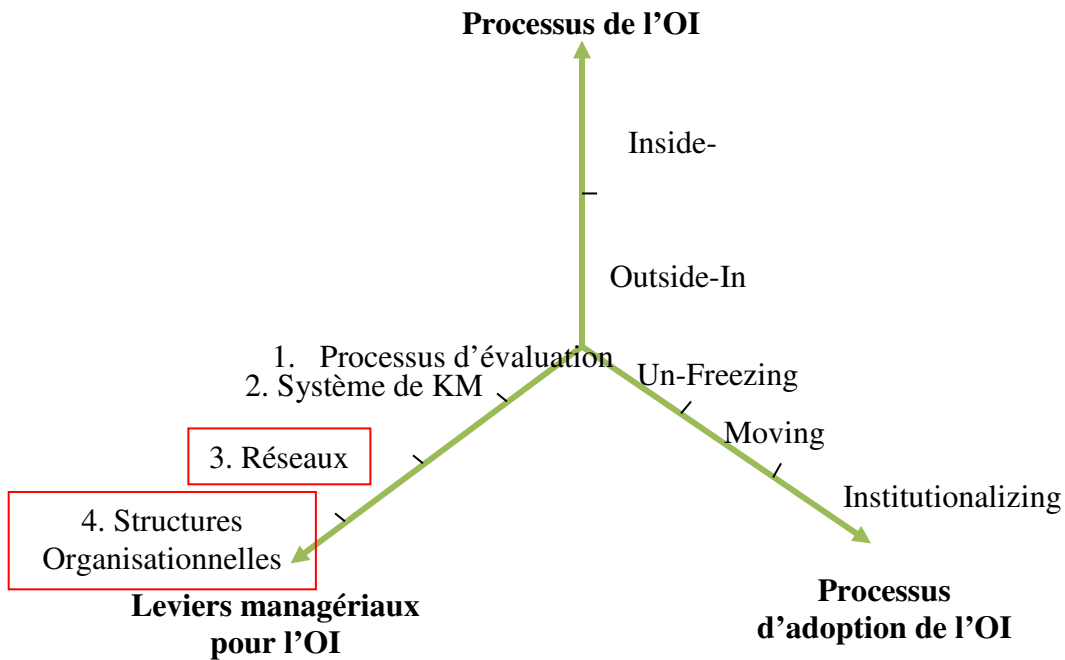 Processus de l’OI
Inside-
Outside-In
1. Processus d’évaluation
2. Système de KM
3. Réseaux
4. Structures
Organisationnelles
Leviers managériaux
pour l’OI
Un-Freezing
Moving
Institutionalizing
Processus
d’adoption de l’OI